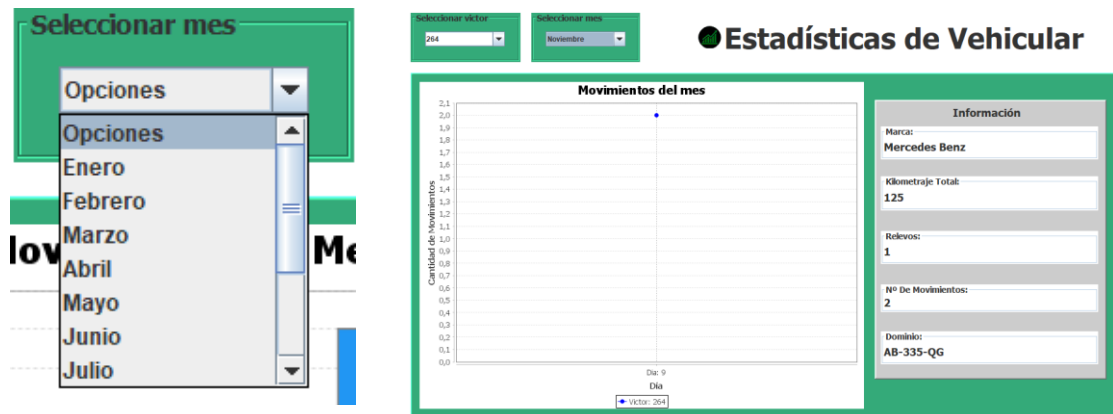 Seleccionar mes
Opciones
Opciones
Enero
Febrero
Marzo
Abril
Mayo
Junio
Julio
Seleccionar victor
264
Seleccionar mes
Noviembre
Estadísticas de Vehicular
Movimientos del mes
Cantidad de Movimientos
2,1
2,0
1,9
1,8
1,7
1,6
1,5
1,4
1,3
1,2
1,1
1,0
0,9
0,8
0,7
0,6
0,5
0,4
0,3
0,2
0,1
0,0
Dia: 9
Día
Victor: 264
Información
Marca:
Mercedes Benz
Kilometraje Total:
125
Relevos:
1
Nº De Movimientos:
2
Dominio:
AB-335-QG